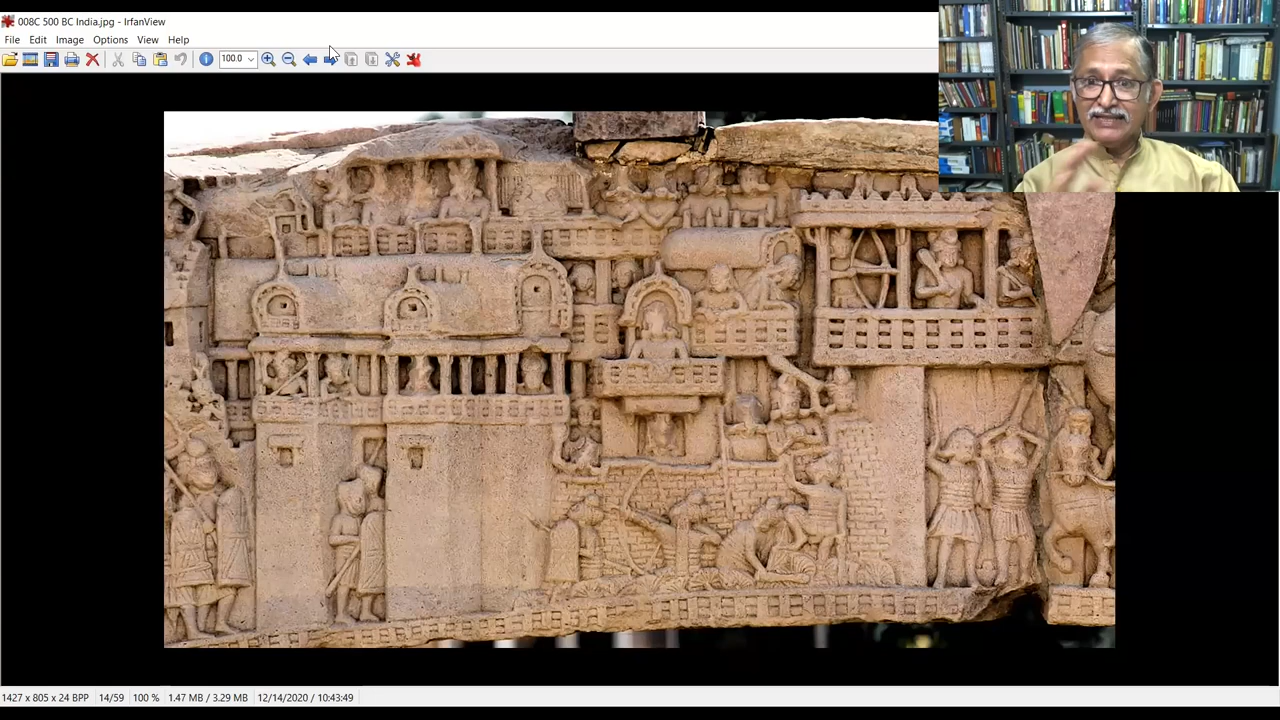 008C 500 BC India.jpg - IrfanView
File Edit Image Options View Help
100.0
1427 x 805 x 24 BPP 14/59 100 % 1.47 MB / 3.29 MB 12/14/2020 / 10:43:49